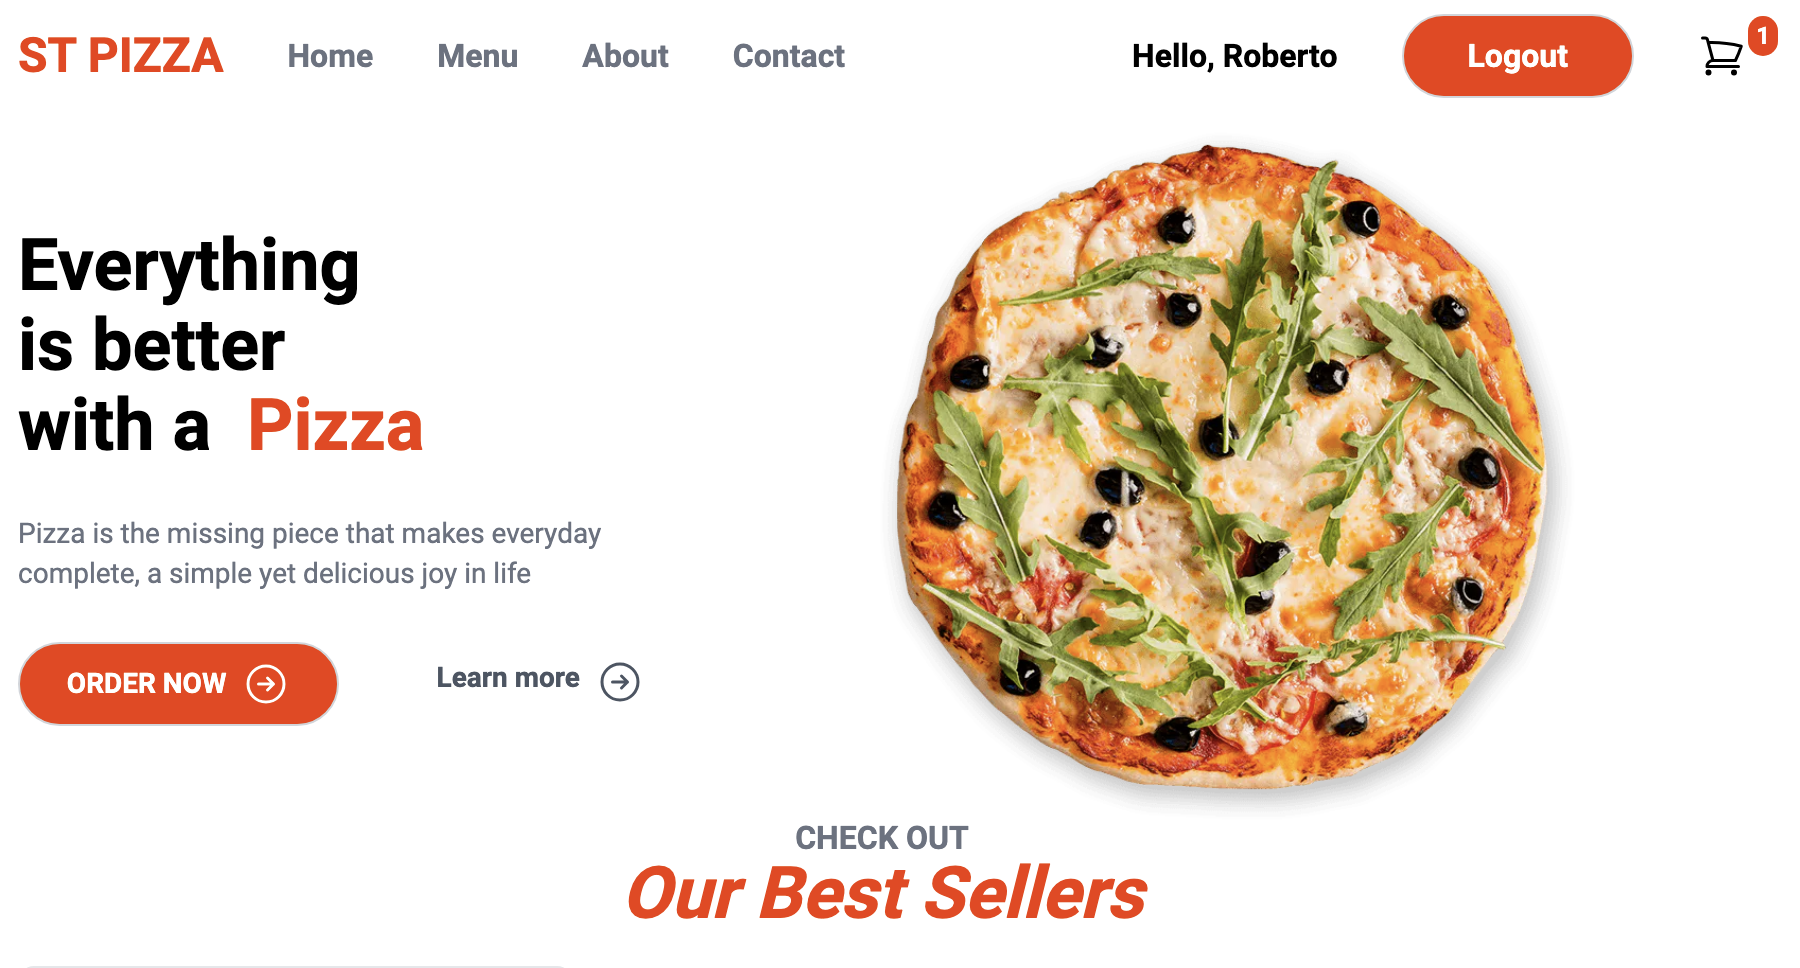 ST PIZZA
Home
Menu
About
Contact
Hello, Roberto
Logout
1
Everything
is better
with a Pizza
Pizza is the missing piece that makes everyday
complete, a simple yet delicious joy in life
ORDER NOW
Learn more
CHECK OUT
Our Best Sellers